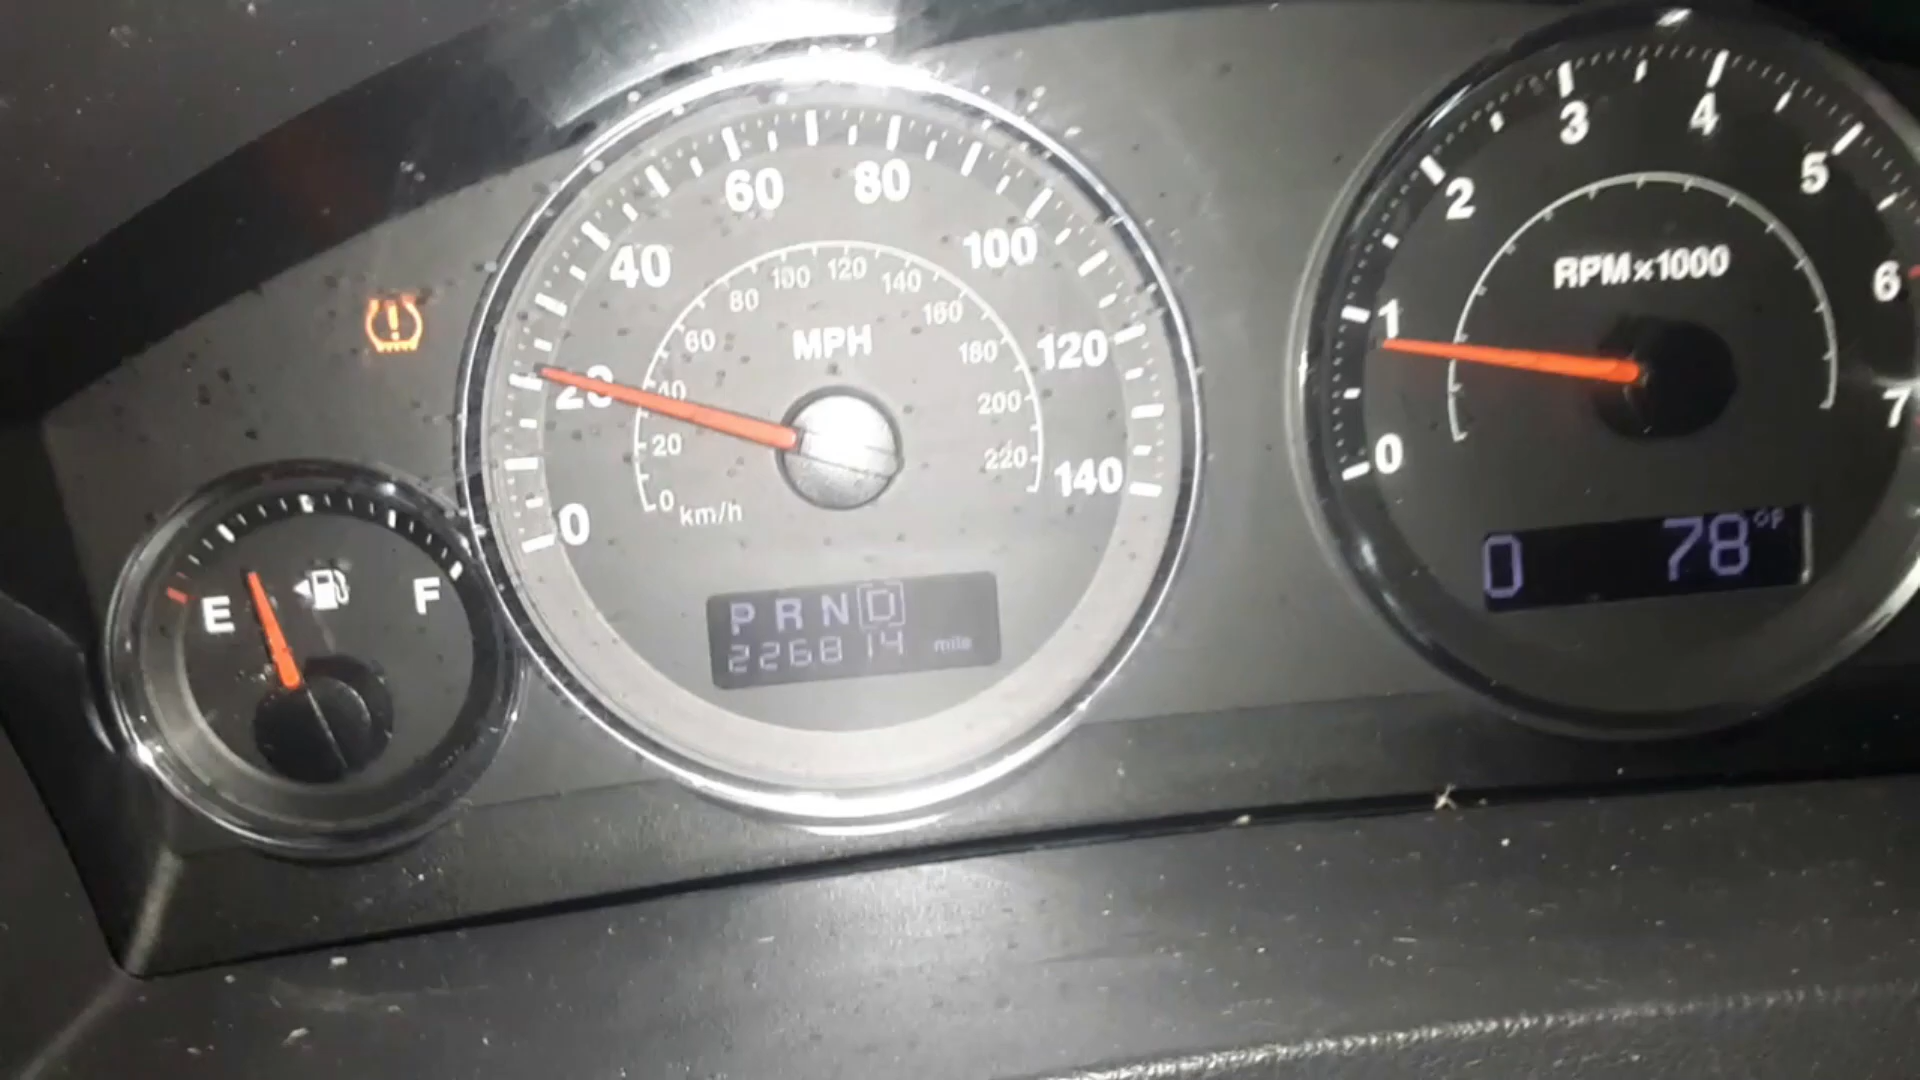 E F
0 20 40 60 80 100 120 140
MPH
0 20 40 60 80 100 120 140 160 180 200 220
km/h
P R N D
226814 mile
0 1 2 3 4 5 6 7
RPM×1000
0 78°F